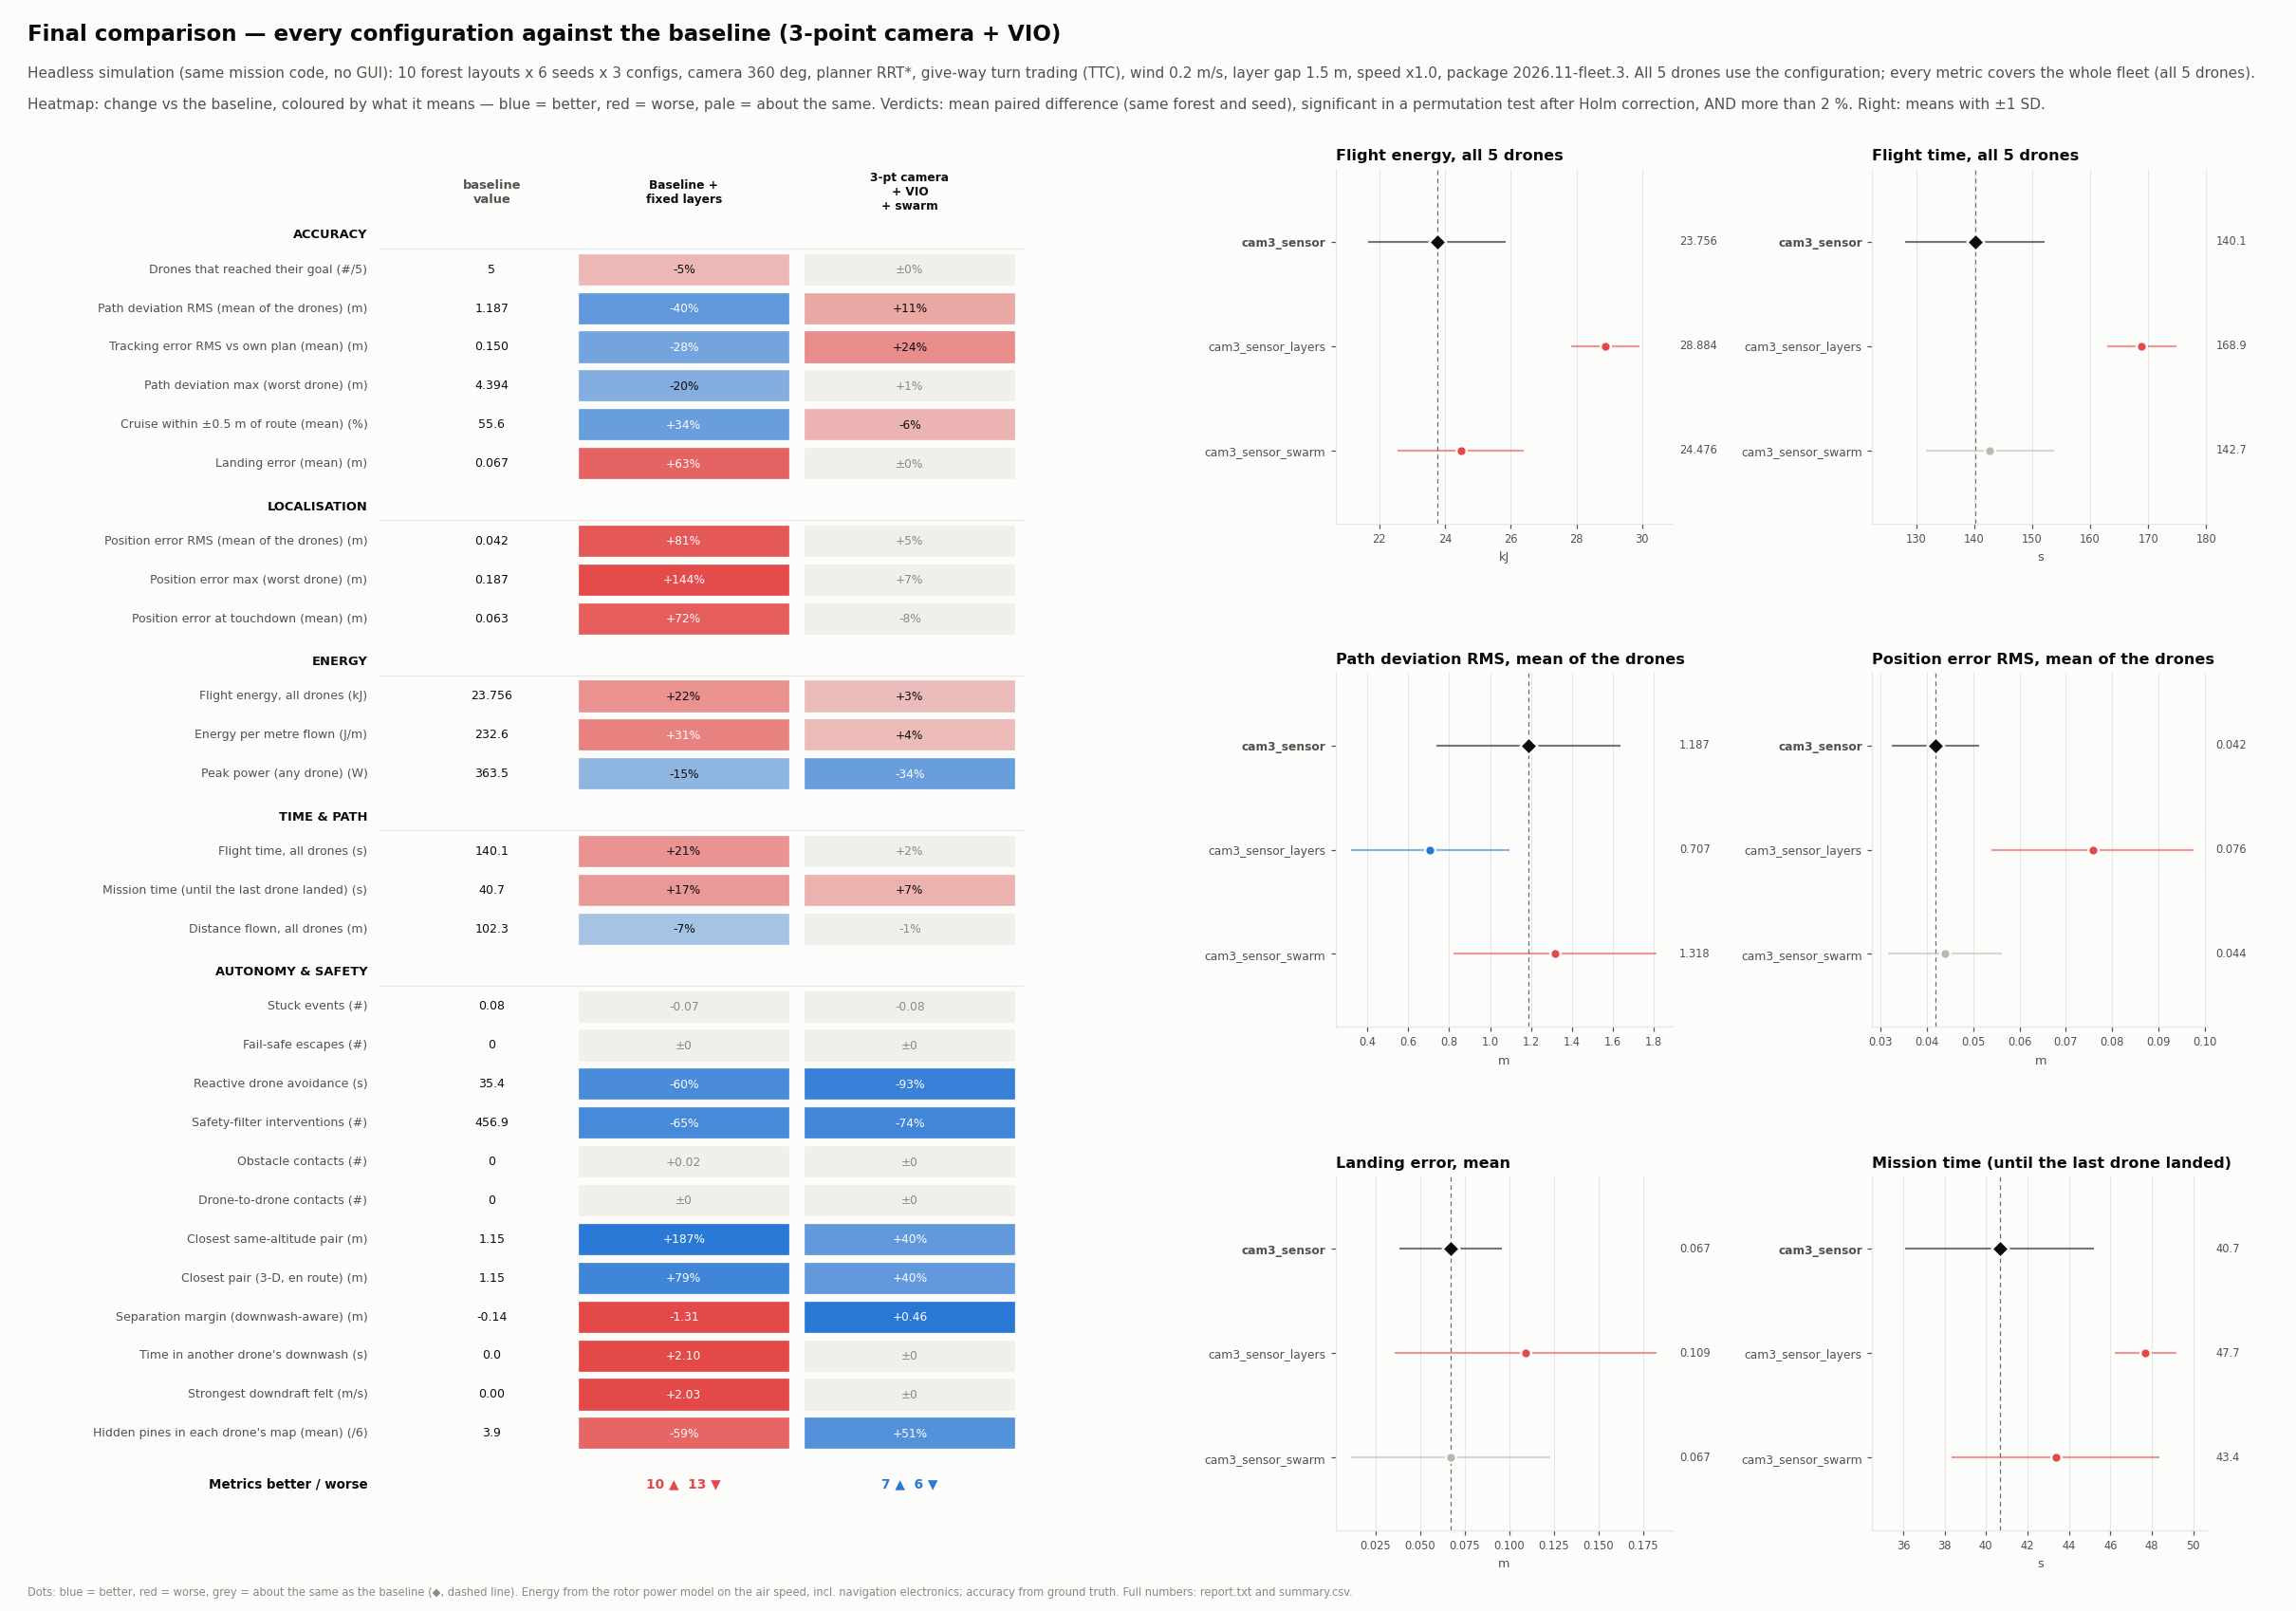 Final comparison — every configuration against the baseline (3-point camera + VIO)
Headless simulation (same mission code, no GUI): 10 forest layouts x 6 seeds x 3 configs, camera 360 deg, planner RRT*, give-way turn trading (TTC), wind 0.2 m/s, layer gap 1.5 m, speed x1.0, package 2026.11-fleet.3. All 5 drones use the configuration; every metric covers the whole fleet (all 5 drones).
Heatmap: change vs the baseline, coloured by what it means — blue = better, red = worse, pale = about the same. Verdicts: mean paired difference (same forest and seed), significant in a permutation test after Holm correction, AND more than 2 %. Right: means with ±1 SD.
baseline value
Baseline + fixed layers
3-pt camera + VIO + swarm
ACCURACY
Drones that reached their goal (#/5) 5 -5% ±0%
Path deviation RMS (mean of the drones) (m) 1.187 -40% +11%
Tracking error RMS vs own plan (mean) (m) 0.150 -28% +24%
Path deviation max (worst drone) (m) 4.394 -20% +1%
Cruise within ±0.5 m of route (mean) (%) 55.6 +34% -6%
Landing error (mean) (m) 0.067 +63% ±0%
LOCALISATION
Position error RMS (mean of the drones) (m) 0.042 +81% +5%
Position error max (worst drone) (m) 0.187 +144% +7%
Position error at touchdown (mean) (m) 0.063 +72% -8%
ENERGY
Flight energy, all drones (kJ) 23.756 +22% +3%
Energy per metre flown (J/m) 232.6 +31% +4%
Peak power (any drone) (W) 363.5 -15% -34%
TIME & PATH
Flight time, all drones (s) 140.1 +21% +2%
Mission time (until the last drone landed) (s) 40.7 +17% +7%
Distance flown, all drones (m) 102.3 -7% -1%
AUTONOMY & SAFETY
Stuck events (#) 0.08 -0.07 -0.08
Fail-safe escapes (#) 0 ±0 ±0
Reactive drone avoidance (s) 35.4 -60% -93%
Safety-filter interventions (#) 456.9 -65% -74%
Obstacle contacts (#) 0 +0.02 ±0
Drone-to-drone contacts (#) 0 ±0 ±0
Closest same-altitude pair (m) 1.15 +187% +40%
Closest pair (3-D, en route) (m) 1.15 +79% +40%
Separation margin (downwash-aware) (m) -0.14 -1.31 +0.46
Time in another drone's downwash (s) 0.0 +2.10 ±0
Strongest downdraft felt (m/s) 0.00 +2.03 ±0
Hidden pines in each drone's map (mean) (/6) 3.9 -59% +51%
Metrics better / worse 10 ▲ 13 ▼ 7 ▲ 6 ▼
Flight energy, all 5 drones
cam3_sensor 23.756
cam3_sensor_layers 28.884
cam3_sensor_swarm 24.476
22 24 26 28 30
kJ
Flight time, all 5 drones
cam3_sensor 140.1
cam3_sensor_layers 168.9
cam3_sensor_swarm 142.7
130 140 150 160 170 180
s
Path deviation RMS, mean of the drones
cam3_sensor 1.187
cam3_sensor_layers 0.707
cam3_sensor_swarm 1.318
0.4 0.6 0.8 1.0 1.2 1.4 1.6 1.8
m
Position error RMS, mean of the drones
cam3_sensor 0.042
cam3_sensor_layers 0.076
cam3_sensor_swarm 0.044
0.03 0.04 0.05 0.06 0.07 0.08 0.09 0.10
m
Landing error, mean
cam3_sensor 0.067
cam3_sensor_layers 0.109
cam3_sensor_swarm 0.067
0.025 0.050 0.075 0.100 0.125 0.150 0.175
m
Mission time (until the last drone landed)
cam3_sensor 40.7
cam3_sensor_layers 47.7
cam3_sensor_swarm 43.4
36 38 40 42 44 46 48 50
s
Dots: blue = better, red = worse, grey = about the same as the baseline (◆, dashed line). Energy from the rotor power model on the air speed, incl. navigation electronics; accuracy from ground truth. Full numbers: report.txt and summary.csv.